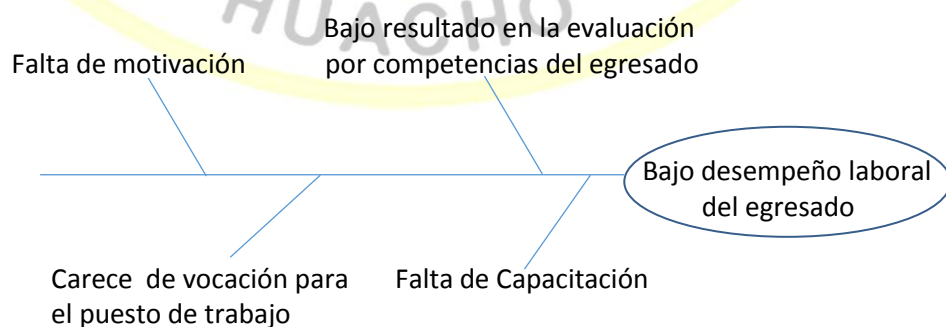 HUACHO
Falta de motivación
Bajo resultado en la evaluación
por competencias del egresado
Bajo desempeño laboral
del egresado
Carece de vocación para
el puesto de trabajo
Falta de Capacitación